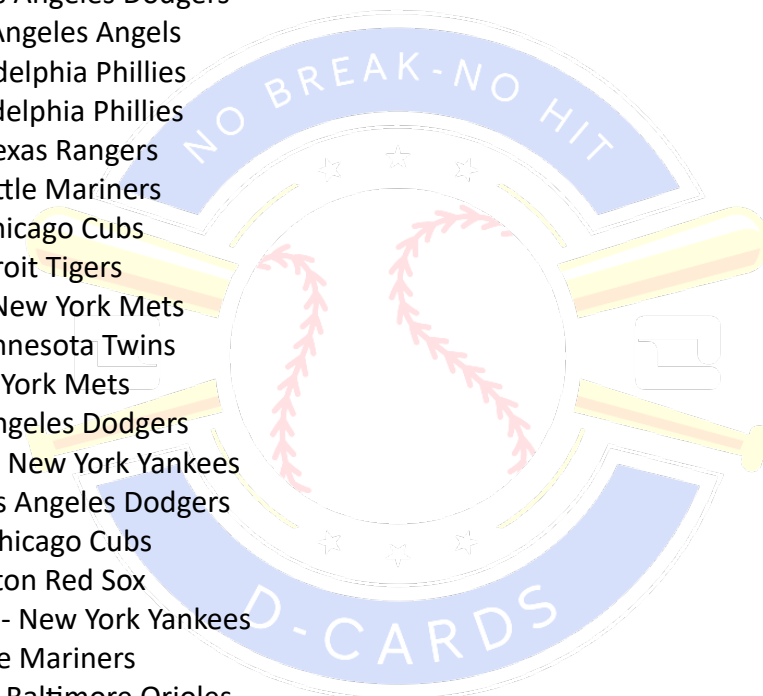 Angeles Dodgers
Angeles Angels
delphia Phillies
delphia Phillies
exas Rangers
ttle Mariners
hicago Cubs
roit Tigers
New York Mets
nnesota Twins
York Mets
ngeles Dodgers
New York Yankees
s Angeles Dodgers
hicago Cubs
ton Red Sox
- New York Yankees
e Mariners
Baltimore Orioles
NO BREAK-NO HIT
D-CARDS